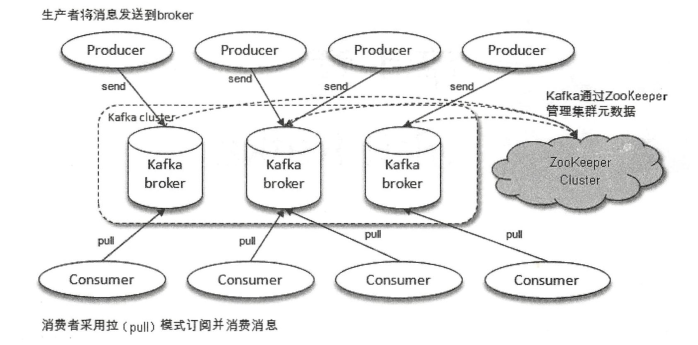 生产者将消息发送到broker
Producer
Producer
Producer
Producer
send
send
send
send
Kafka通过ZooKeeper
管理集群元数据
Kafka cluster
Kafka
broker
Kafka
broker
Kafka
broker
ZooKeeper
Cluster
pull
pull
pull
pull
Consumer
Consumer
Consumer
Consumer
消费者采用拉（pull）模式订阅并消费消息